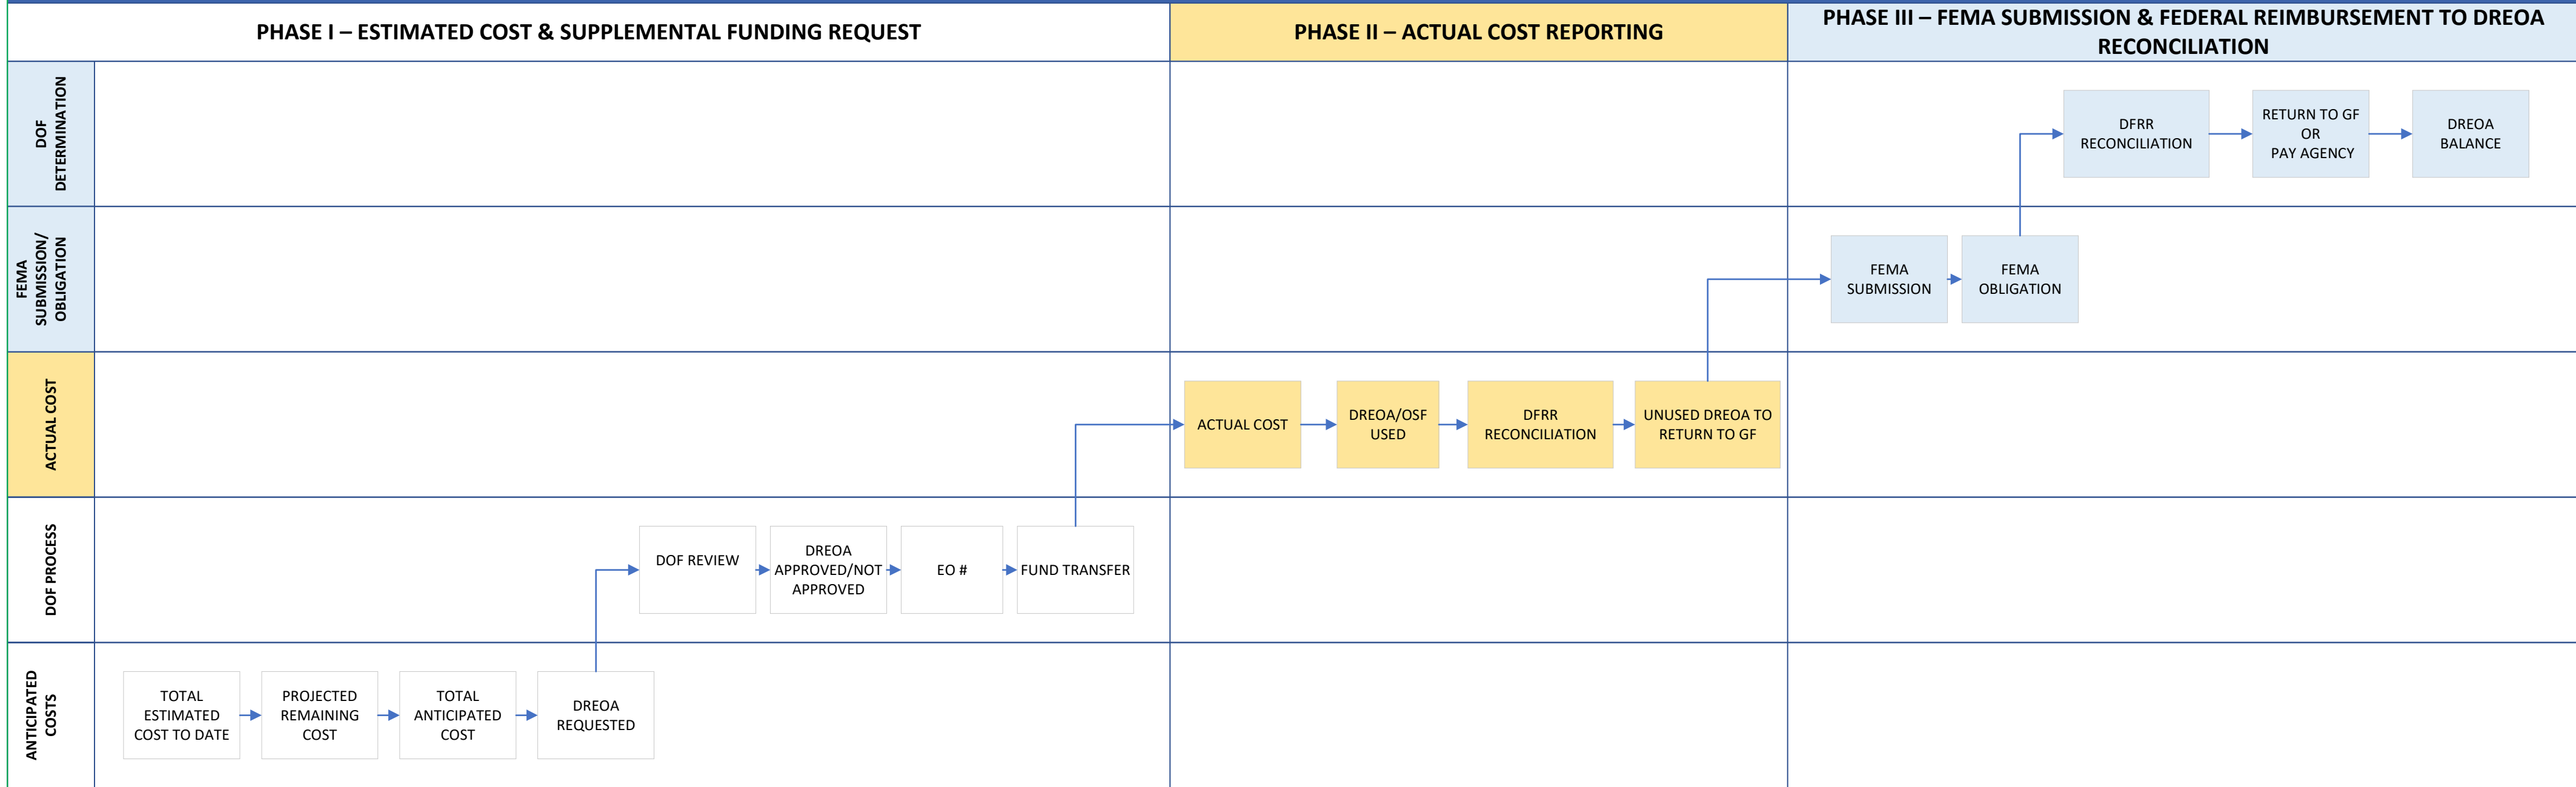 PHASE I – ESTIMATED COST & SUPPLEMENTAL FUNDING REQUEST
PHASE II – ACTUAL COST REPORTING
PHASE III – FEMA SUBMISSION & FEDERAL REIMBURSEMENT TO DREOA
RECONCILIATION
DOF
DETERMINATION
DFRR
RECONCILIATION
RETURN TO GF
OR
PAY AGENCY
DREOA
BALANCE
FEMA
SUBMISSION/
OBLIGATION
FEMA
SUBMISSION
FEMA
OBLIGATION
ACTUAL COST
ACTUAL COST
DREOA/OSF
USED
DFRR
RECONCILIATION
UNUSED DREOA TO
RETURN TO GF
DOF PROCESS
DOF REVIEW
DREOA
APPROVED/NOT
APPROVED
EO #
FUND TRANSFER
ANTICIPATED
COSTS
TOTAL
ESTIMATED
COST TO DATE
PROJECTED
REMAINING
COST
TOTAL
ANTICIPATED
COST
DREOA
REQUESTED